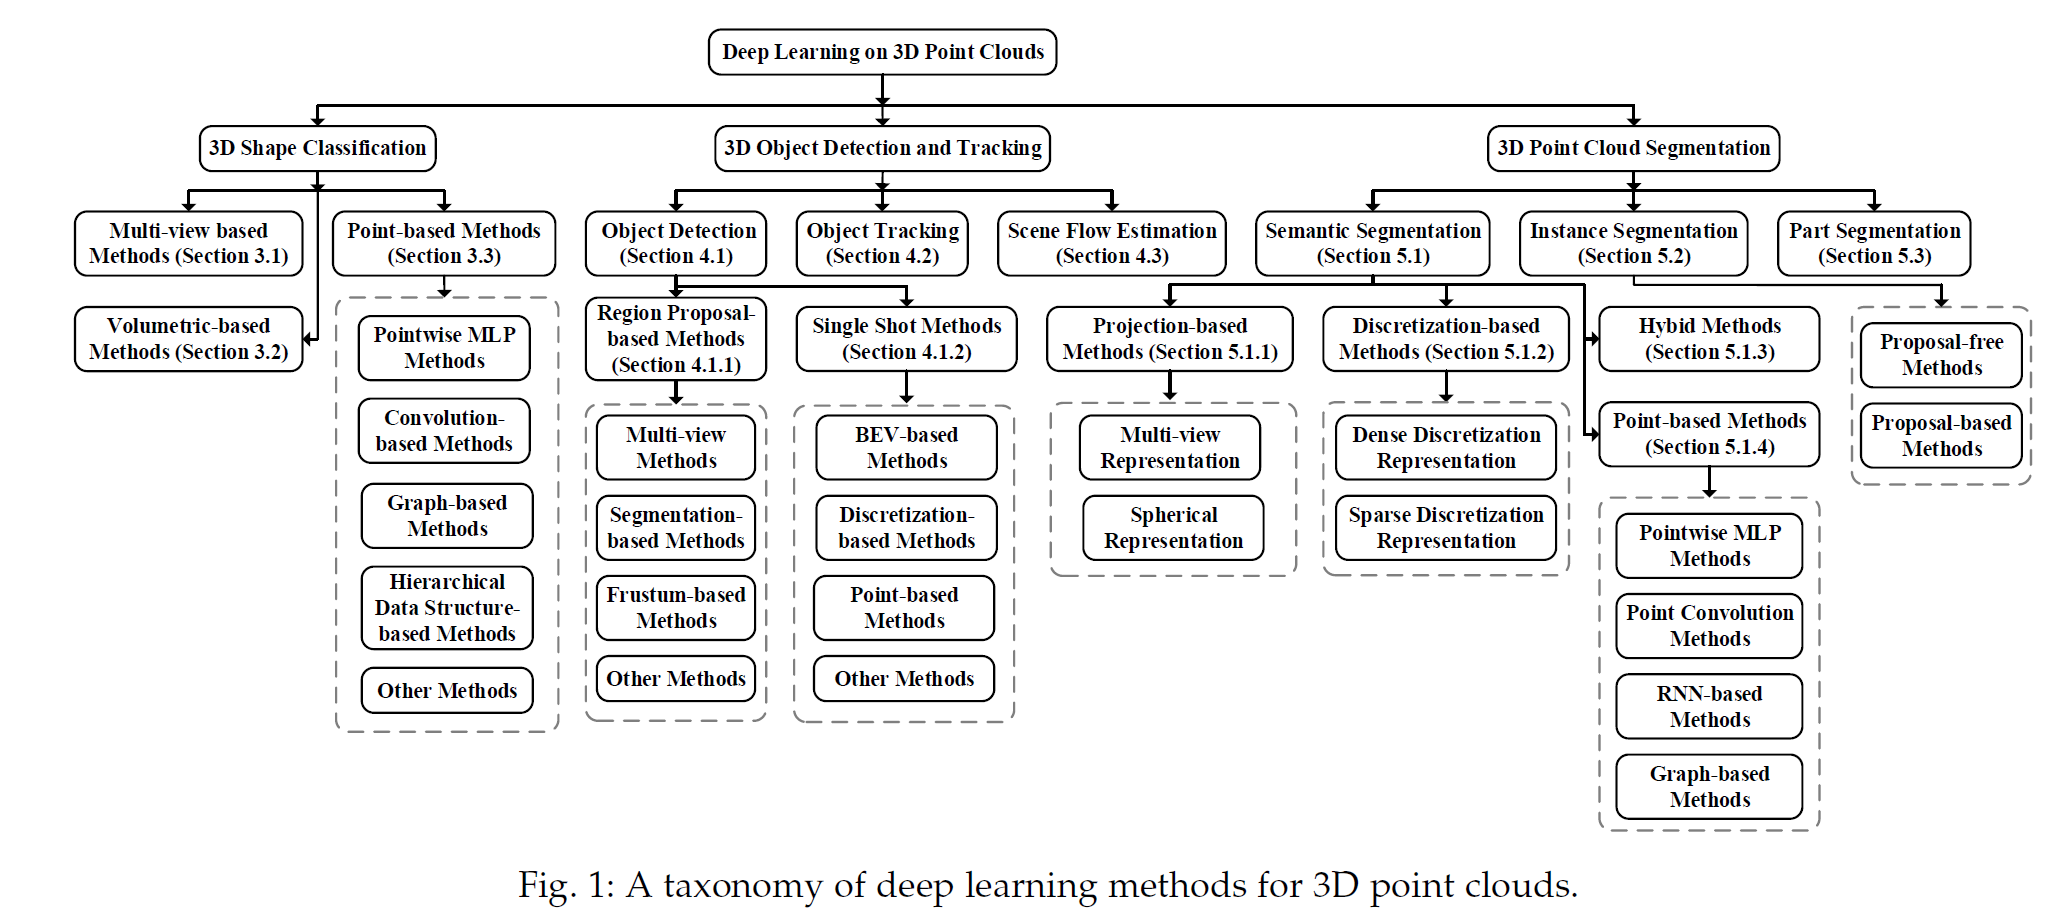 Deep Learning on 3D Point Clouds
3D Shape Classification
3D Object Detection and Tracking
3D Point Cloud Segmentation
Multi-view based
Methods (Section 3.1)
Point-based Methods
(Section 3.3)
Object Detection
(Section 4.1)
Object Tracking
(Section 4.2)
Scene Flow Estimation
(Section 4.3)
Semantic Segmentation
(Section 5.1)
Instance Segmentation
(Section 5.2)
Part Segmentation
(Section 5.3)
Volumetric-based
Methods (Section 3.2)
Pointwise MLP
Methods
Convolution-
based Methods
Graph-based
Methods
Hierarchical
Data Structure-
based Methods
Other Methods
Region Proposal-
based Methods
(Section 4.1.1)
Multi-view
Methods
Segmentation-
based Methods
Frustum-based
Methods
Other Methods
Single Shot Methods
(Section 4.1.2)
BEV-based
Methods
Discretization-
based Methods
Point-based
Methods
Other Methods
Projection-based
Methods (Section 5.1.1)
Multi-view
Representation
Spherical
Representation
Discretization-based
Methods (Section 5.1.2)
Dense Discretization
Representation
Sparse Discretization
Representation
Hybid Methods
(Section 5.1.3)
Point-based Methods
(Section 5.1.4)
Pointwise MLP
Methods
Point Convolution
Methods
RNN-based
Methods
Graph-based
Methods
Proposal-free
Methods
Proposal-based
Methods
Fig. 1: A taxonomy of deep learning methods for 3D point clouds.